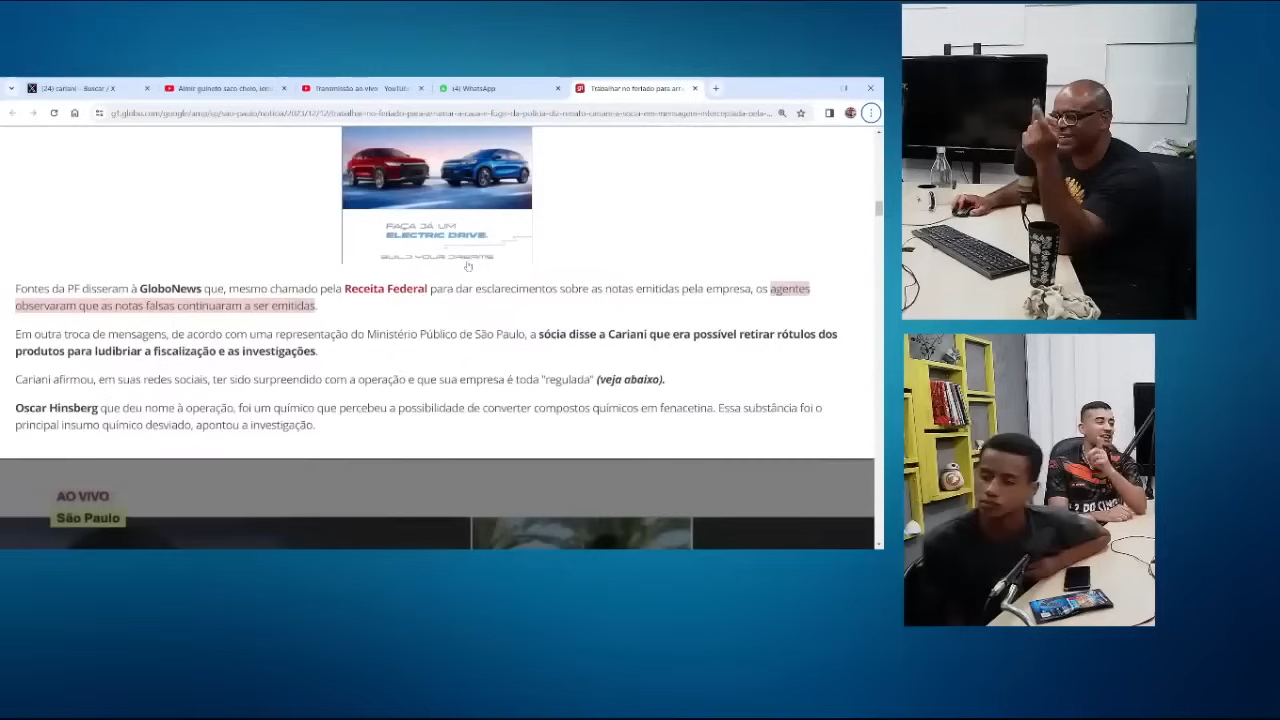 (24) cariani - Buscar / X
Almir guineto saco cheio, lem
Transmissão ao vivo - YouTub
(4) WhatsApp
Trabalhar no feriado para arr
FAÇA JÁ UM
ELECTRIC DRIVE.
BUILD YOUR DREAMS
Fontes da PF disseram à GloboNews que, mesmo chamado pela Receita Federal para dar esclarecimentos sobre as notas emitidas pela empresa, os agentes
observaram que as notas falsas continuaram a ser emitidas.
Em outra troca de mensagens, de acordo com uma representação do Ministério Público de São Paulo, a sócia disse a Cariani que era possível retirar rótulos dos
produtos para ludibriar a fiscalização e as investigações.
Cariani afirmou, em suas redes sociais, ter sido surpreendido com a operação e que sua empresa é toda "regulada" (veja abaixo).
Oscar Hinsberg que deu nome à operação, foi um químico que percebeu a possibilidade de converter compostos químicos em fenacetina. Essa substância foi o
principal insumo químico desviado, apontou a investigação.
AO VIVO
São Paulo